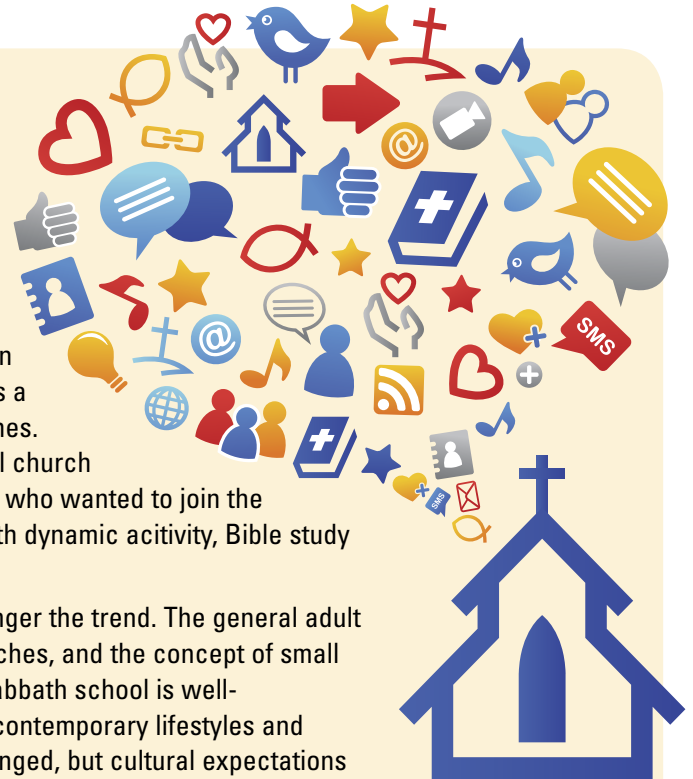 @
@
SMS
SMS
n
s a
nes.
l church
who wanted to join the
th dynamic acitivity, Bible study
nger the trend. The general adult
ches, and the concept of small
abbath school is well-
contemporary lifestyles and
nged, but cultural expectations